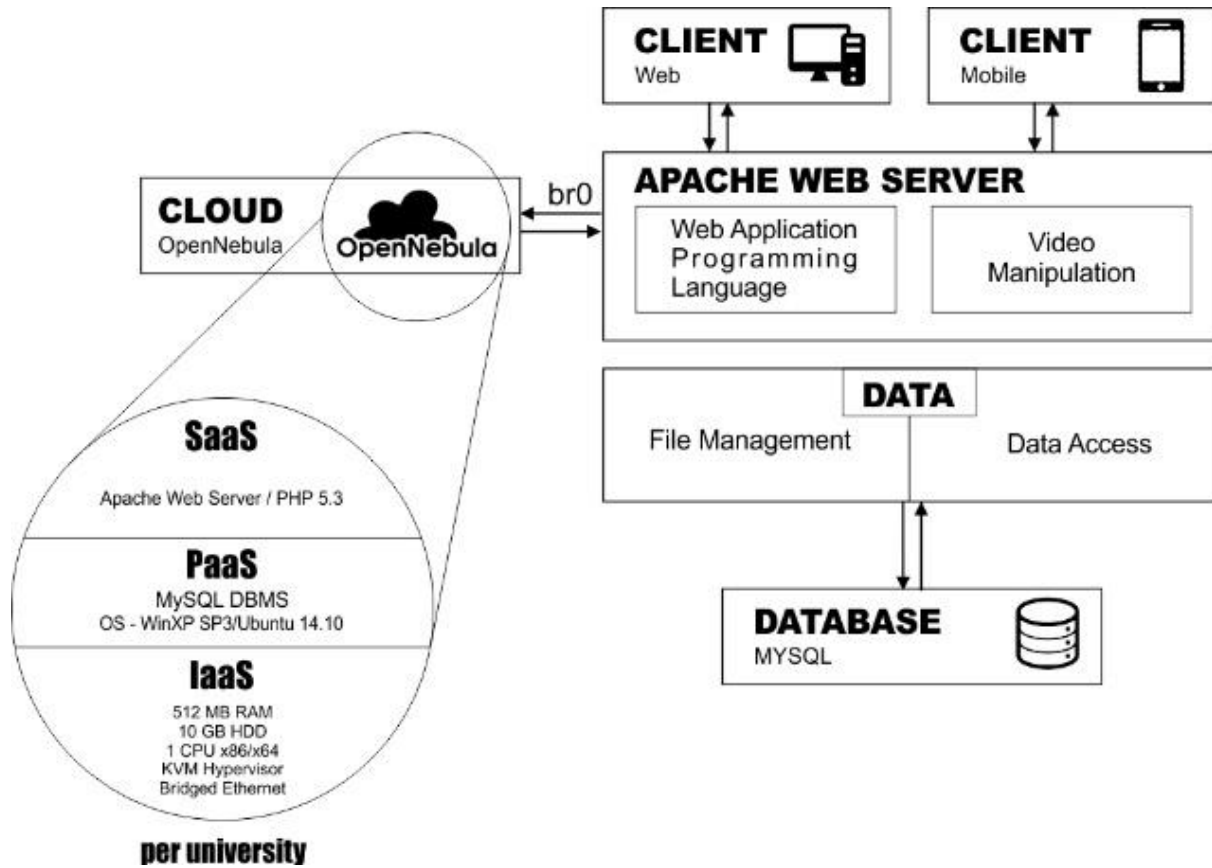 CLIENT
Web
CLIENT
Mobile
CLOUD
OpenNebula
OpenNebula
br0
APACHE WEB SERVER
Web Application
Programming
Language
Video
Manipulation
DATA
File Management
Data Access
DATABASE
MYSQL
SaaS
Apache Web Server / PHP 5.3
PaaS
MySQL DBMS
OS - WinXP SP3/Ubuntu 14.10
IaaS
512 MB RAM
10 GB HDD
1 CPU x86/x64
KVM Hypervisor
Bridged Ethernet
per university